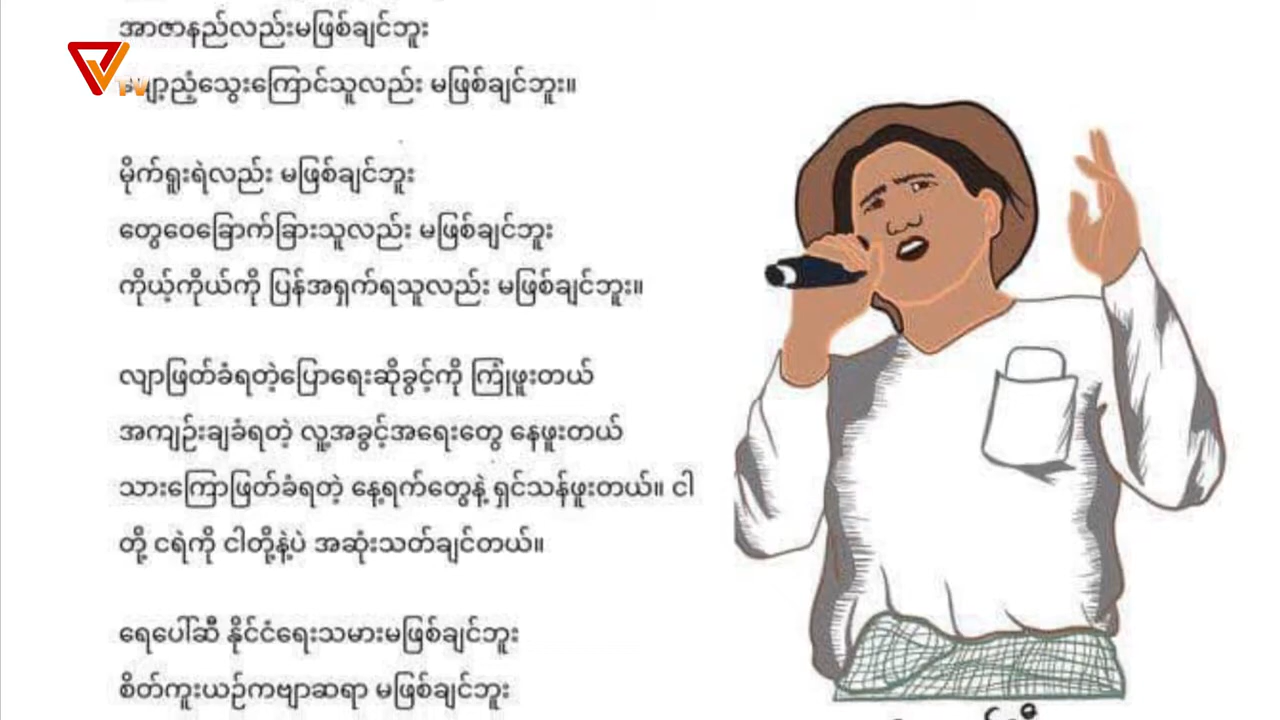 အာဇာနည်လည်းမဖြစ်ချင်ဘူး
ပျော့ညံ့သွေးကြောင်သူလည်း မဖြစ်ချင်ဘူး။
မိုက်ရူးရဲလည်း မဖြစ်ချင်ဘူး
တွေဝေခြောက်ခြားသူလည်း မဖြစ်ချင်ဘူး
ကိုယ့်ကိုယ်ကို ပြန်အရှက်ရသူလည်း မဖြစ်ချင်ဘူး။
လျာဖြတ်ခံရတဲ့ပြောရေးဆိုခွင့်ကို ကြုံဖူးတယ်
အကျဉ်းချခံရတဲ့ လူ့အခွင့်အရေးတွေ နေဖူးတယ်
သားကြောဖြတ်ခံရတဲ့ နေ့ရက်တွေနဲ့ ရှင်သန်ဖူးတယ်။ ငါ
တို့ ငရဲကို ငါတို့နဲ့ပဲ အဆုံးသတ်ချင်တယ်။
ရေပေါ်ဆီ နိုင်ငံရေးသမားမဖြစ်ချင်ဘူး
စိတ်ကူးယဉ်ကဗျာဆရာ မဖြစ်ချင်ဘူး
TV